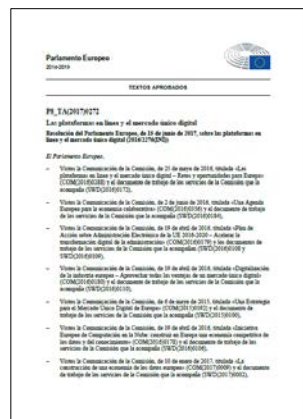 Parlamento Europeo
2014-2019
TEXTOS APROBADOS
P8_TA(2017)0272
Las plataformas en línea y el mercado único digital
Resolución del Parlamento Europeo, de 15 de junio de 2017, sobre las plataformas en
línea y el mercado único digital (2016/2276(INI))
El Parlamento Europeo,
– Vistos la Comunicación de la Comisión, de 25 de mayo de 2016, titulada «Las
plataformas en línea y el mercado único digital – Retos y oportunidades para Europa»
(COM(2016)0288) y el documento de trabajo de los servicios de la Comisión que la
acompaña (SWD(2016)0172),
– Vistos la Comunicación de la Comisión, de 2 de junio de 2016, titulada «Una Agenda
Europea para la economía colaborativa» (COM(2016)0356) y el documento de trabajo
de los servicios de la Comisión que la acompaña (SWD(2016)0184),
– Vistos la Comunicación de la Comisión, de 19 de abril de 2016, titulada «Plan de
Acción sobre Administración Electrónica de la UE 2016-2020 – Acelerar la
transformación digital de la administración» (COM(2016)0179) y los documentos de
trabajo de los servicios de la Comisión que la acompañan (SWD(2016)0108 y
SWD(2016)0109),
– Vistos la Comunicación de la Comisión, de 19 de abril de 2016, titulada «Digitalización
de la industria europea – Aprovechar todas las ventajas de un mercado único digital»
(COM(2016)0180) y el documento de trabajo de los servicios de la Comisión que la
acompaña (SWD(2016)0110),
– Vistos la Comunicación de la Comisión, de 6 de mayo de 2015, titulada «Una Estrategia
para el Mercado Único Digital de Europa» (COM(2015)0192) y el documento de
trabajo de los servicios de la Comisión que la acompaña (SWD(2015)0100),
– Vistos la Comunicación de la Comisión, de 19 de abril de 2016, titulada «Iniciativa
Europea de Computación en la Nube: construir en Europa una economía competitiva de
los datos y del conocimiento» (COM(2016)0178) y el documento de trabajo de los
servicios de la Comisión que la acompaña (SWD(2016)0106),
– Vistos la Comunicación de la Comisión, de 10 de enero de 2017, titulada «La
construcción de una economía de los datos europea» (COM(2017)0009) y el documento
de trabajo de los servicios de la Comisión que la acompaña (SWD(2017)0002),